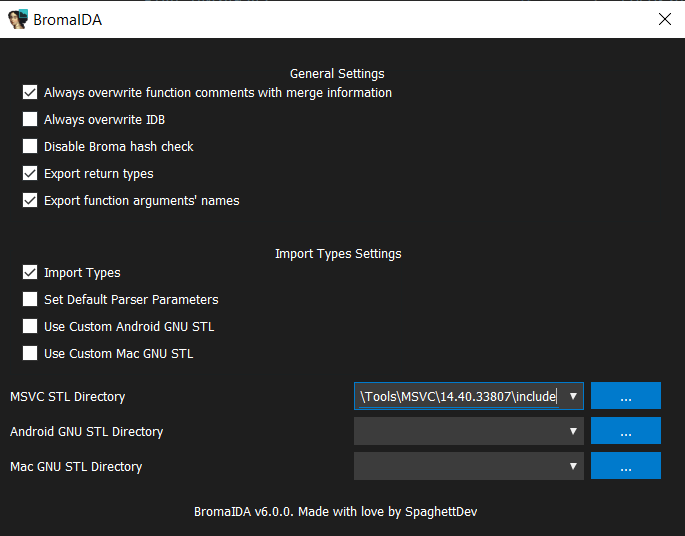 BromaIDA
General Settings
Always overwrite function comments with merge information
Always overwrite IDB
Disable Broma hash check
Export return types
Export function arguments' names
Import Types Settings
Import Types
Set Default Parser Parameters
Use Custom Android GNU STL
Use Custom Mac GNU STL
MSVC STL Directory \Tools\MSVC\14.40.33807\include ...
Android GNU STL Directory ...
Mac GNU STL Directory ...
BromaIDA v6.0.0. Made with love by SpaghettDev